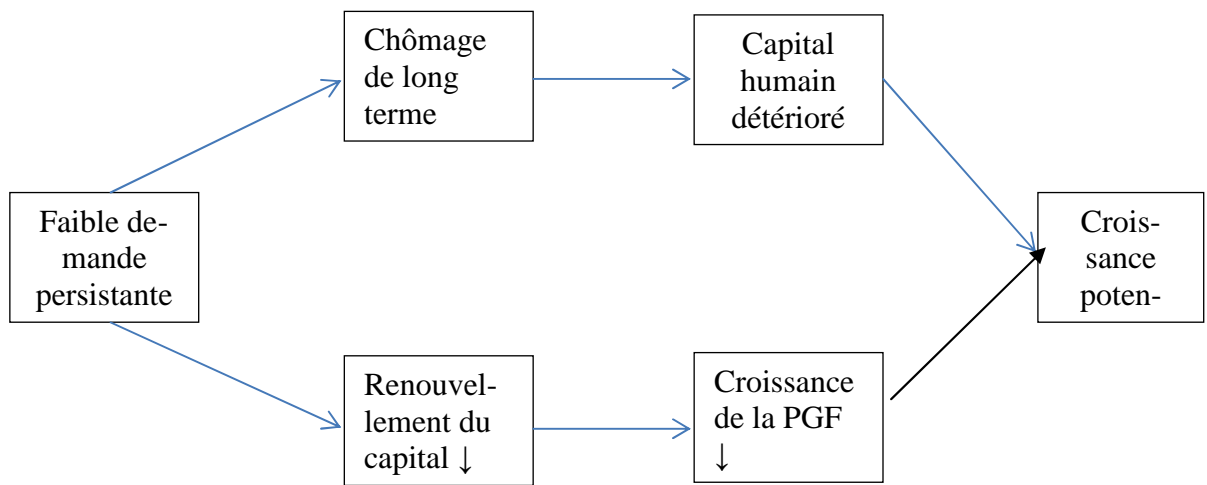 Chômage
de long
terme
Capital
humain
détérioré
Faible de-
mande
persistante
Crois-
sance
poten-
Renouvel-
lement du
capital ↓
Croissance
de la PGF
↓